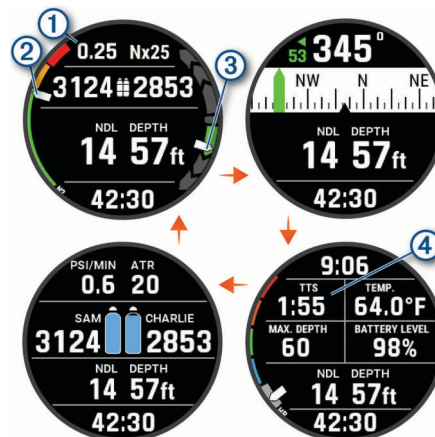 1
2
3
0.25 Nx25
3124 2853
NDL DEPTH
14 57ft
42:30
N2
53 345°
NW N NE
NDL DEPTH
14 57ft
42:30
PSI/MIN ATR
0.6 20
SAM CHARLIE
3124 2853
NDL DEPTH
14 57ft
42:30
4
9:06
TTS TEMP.
1:55 64.0°F
MAX. DEPTH BATTERY LEVEL
60 98%
NDL DEPTH
14 57ft
42:30